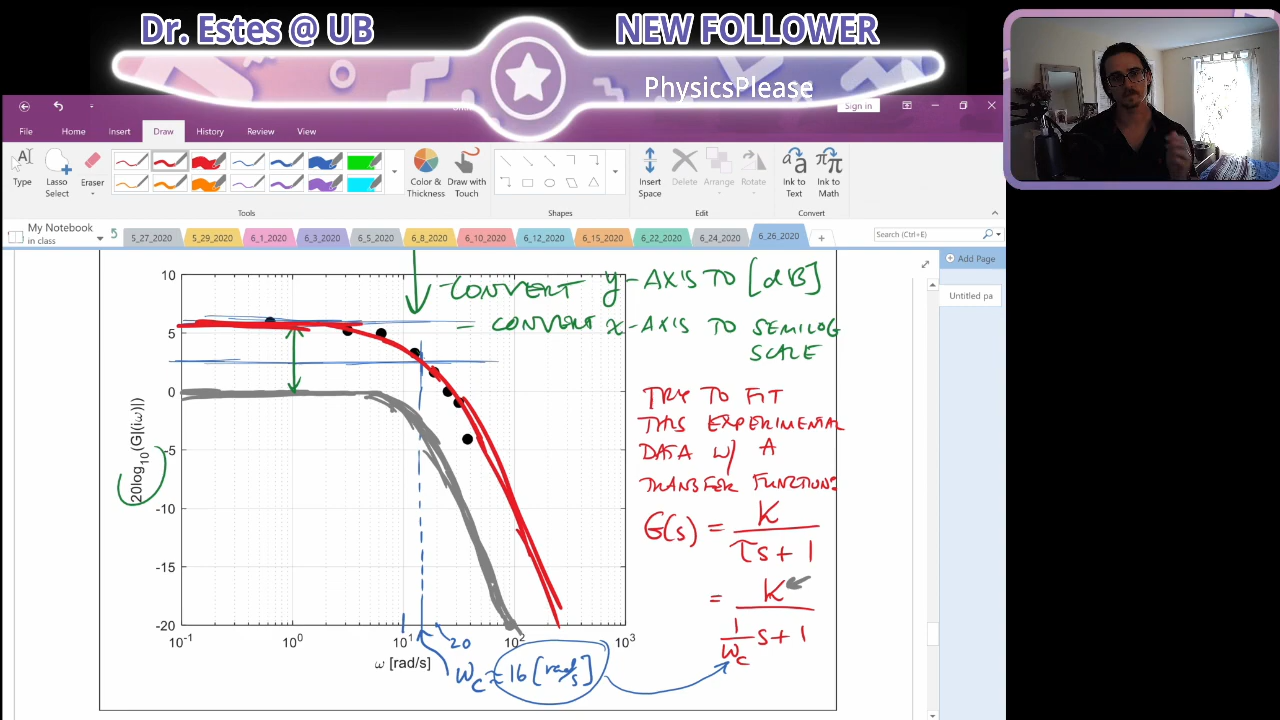 Dr. Estes @ UB
NEW FOLLOWER
PhysicsPlease
Sign in
File Home Insert Draw History Review View
Type
Lasso Select
Eraser
Color & Thickness
Draw with Touch
Insert Space
Delete
Arrange
Rotate
Ink to Text
Ink to Math
Tools Shapes Edit Convert
My Notebook
in class
5_27_2020 5_29_2020 6_1_2020 6_3_2020 6_5_2020 6_8_2020 6_10_2020 6_12_2020 6_15_2020 6_22_2020 6_24_2020 6_26_2020
Search (Ctrl+E)
Add Page
Untitled pa
- CONVERT y-AXIS TO [dB]
= CONVERT x-AXIS TO SEMILOG
SCALE
TRY TO FIT
THIS EXPERIMENTAL
DATA w/ A
TRANSFER FUNCTION:
G(s) = K / τs + 1
= K / 1/ωc s + 1
10
5
0
-5
-10
-15
-20
20log10(|G(iω)|)
10^-1 10^0 10^1 10^2 10^3
20
ω [rad/s]
ωc ≈ 16 [rad/s]